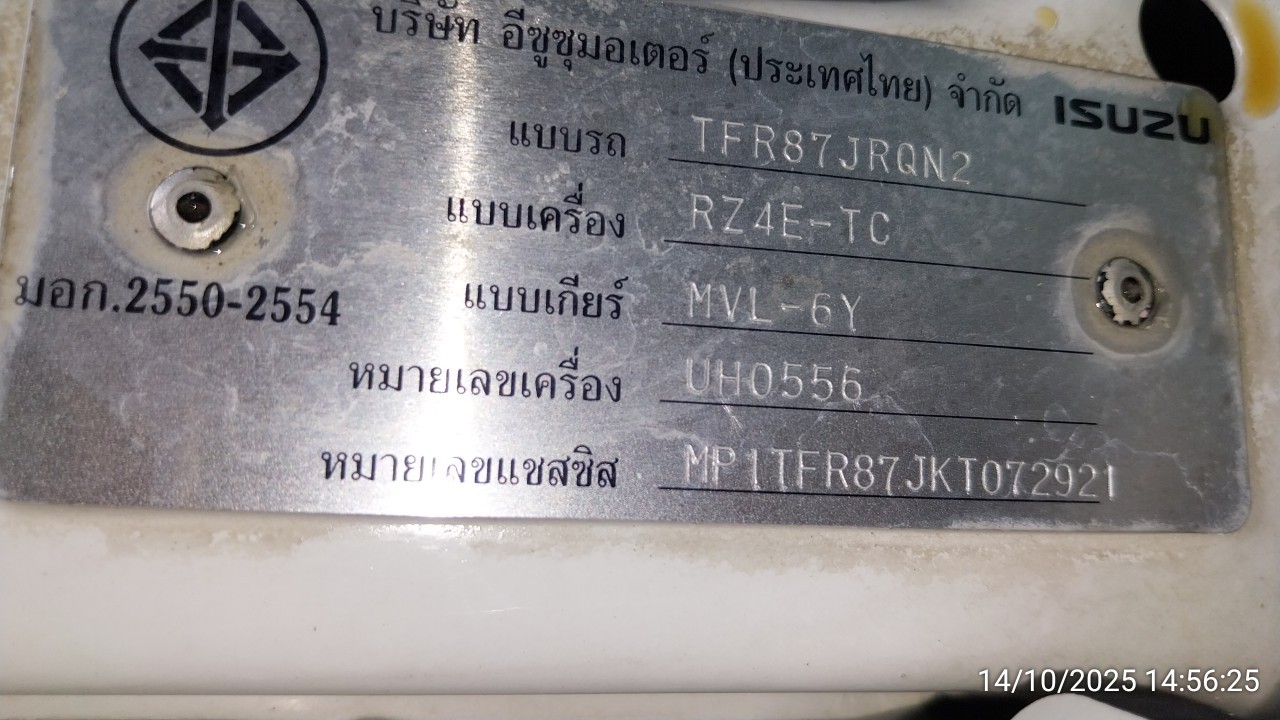 บริษัท อีซูซุมอเตอร์ (ประเทศไทย) จำกัด ISUZU
แบบรถ TFR87JRQN2
แบบเครื่อง RZ4E-TC
มอก.2550-2554 แบบเกียร์ MVL-6Y
หมายเลขเครื่อง UH0556
หมายเลขแชสซิส MP1TFR87JKT072921
14/10/2025 14:56:25